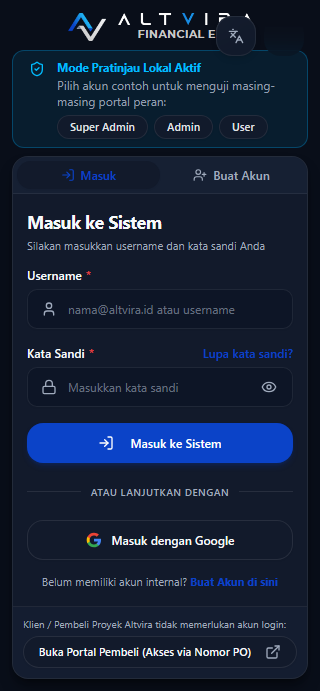 ALTVIRA
FINANCIAL E
Mode Pratinjau Lokal Aktif
Pilih akun contoh untuk menguji masing-
masing portal peran:
Super Admin
Admin
User
Masuk
Buat Akun
Masuk ke Sistem
Silakan masukkan username dan kata sandi Anda
Username *
nama@altvira.id atau username
Kata Sandi *
Lupa kata sandi?
Masukkan kata sandi
Masuk ke Sistem
ATAU LANJUTKAN DENGAN
Masuk dengan Google
Belum memiliki akun internal? Buat Akun di sini
Klien / Pembeli Proyek Altvira tidak memerlukan akun login:
Buka Portal Pembeli (Akses via Nomor PO)